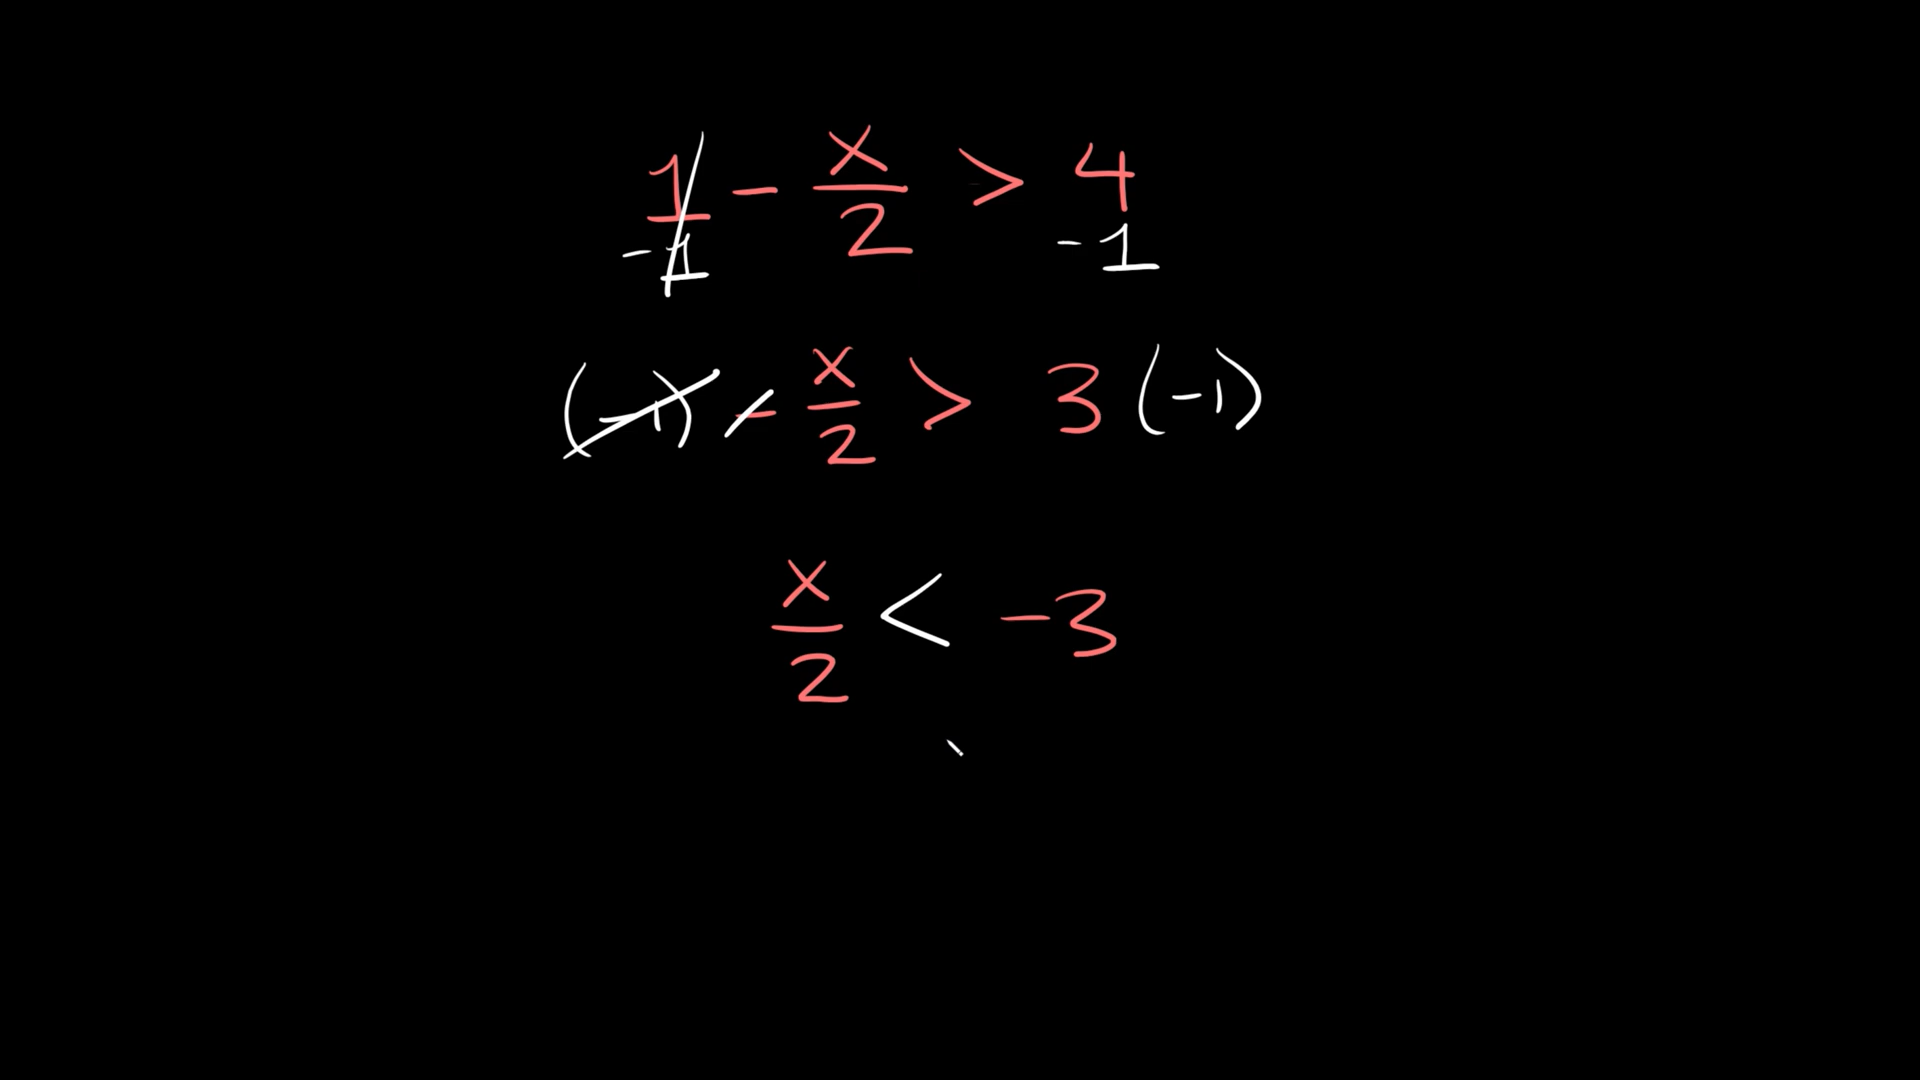 1 - x/2 > 4
-1 -1
(-1) - x/2 > 3 (-1)
x/2 < -3